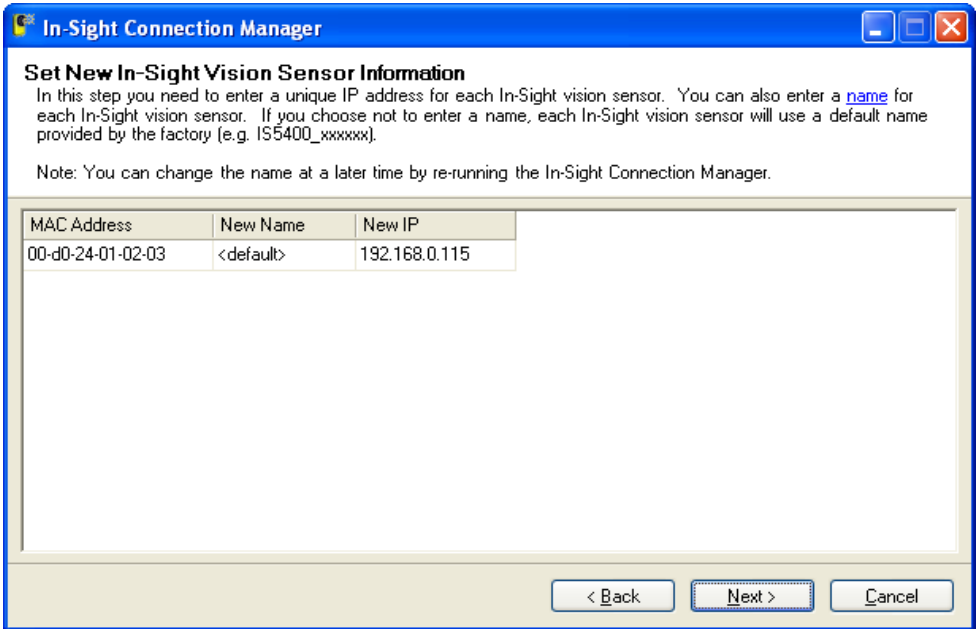 In-Sight Connection Manager
Set New In-Sight Vision Sensor Information
In this step you need to enter a unique IP address for each In-Sight vision sensor.  You can also enter a name for
each In-Sight vision sensor.  If you choose not to enter a name, each In-Sight vision sensor will use a default name
provided by the factory (e.g. IS5400_xxxxxx).
Note: You can change the name at a later time by re-running the In-Sight Connection Manager.
MAC Address New Name New IP
00-d0-24-01-02-03 <default> 192.168.0.115
< Back Next > Cancel